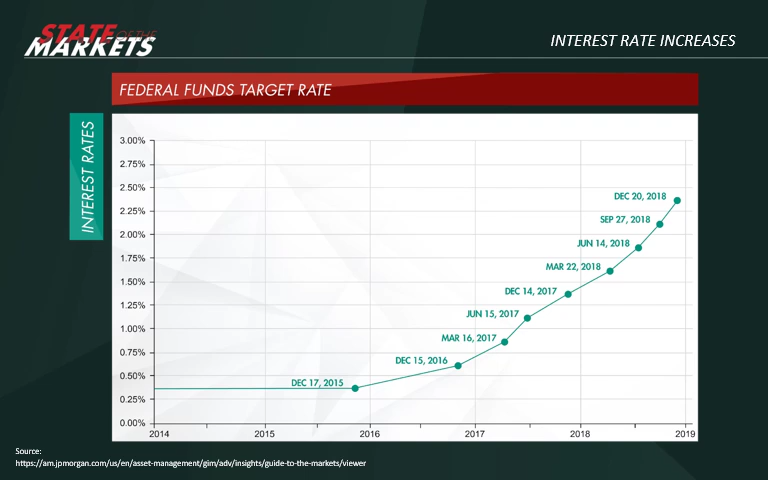 STATE OF THE
MARKETS
INTEREST RATE INCREASES
FEDERAL FUNDS TARGET RATE
INTEREST RATES
3.00%
2.75%
2.50%
2.25%
2.00%
1.75%
1.50%
1.25%
1.00%
0.75%
0.50%
0.25%
0.00%
DEC 20, 2018
SEP 27, 2018
JUN 14, 2018
MAR 22, 2018
DEC 14, 2017
JUN 15, 2017
MAR 16, 2017
DEC 15, 2016
DEC 17, 2015
2014 2015 2016 2017 2018 2019
Source:
https://am.jpmorgan.com/us/en/asset-management/gim/adv/insights/guide-to-the-markets/viewer